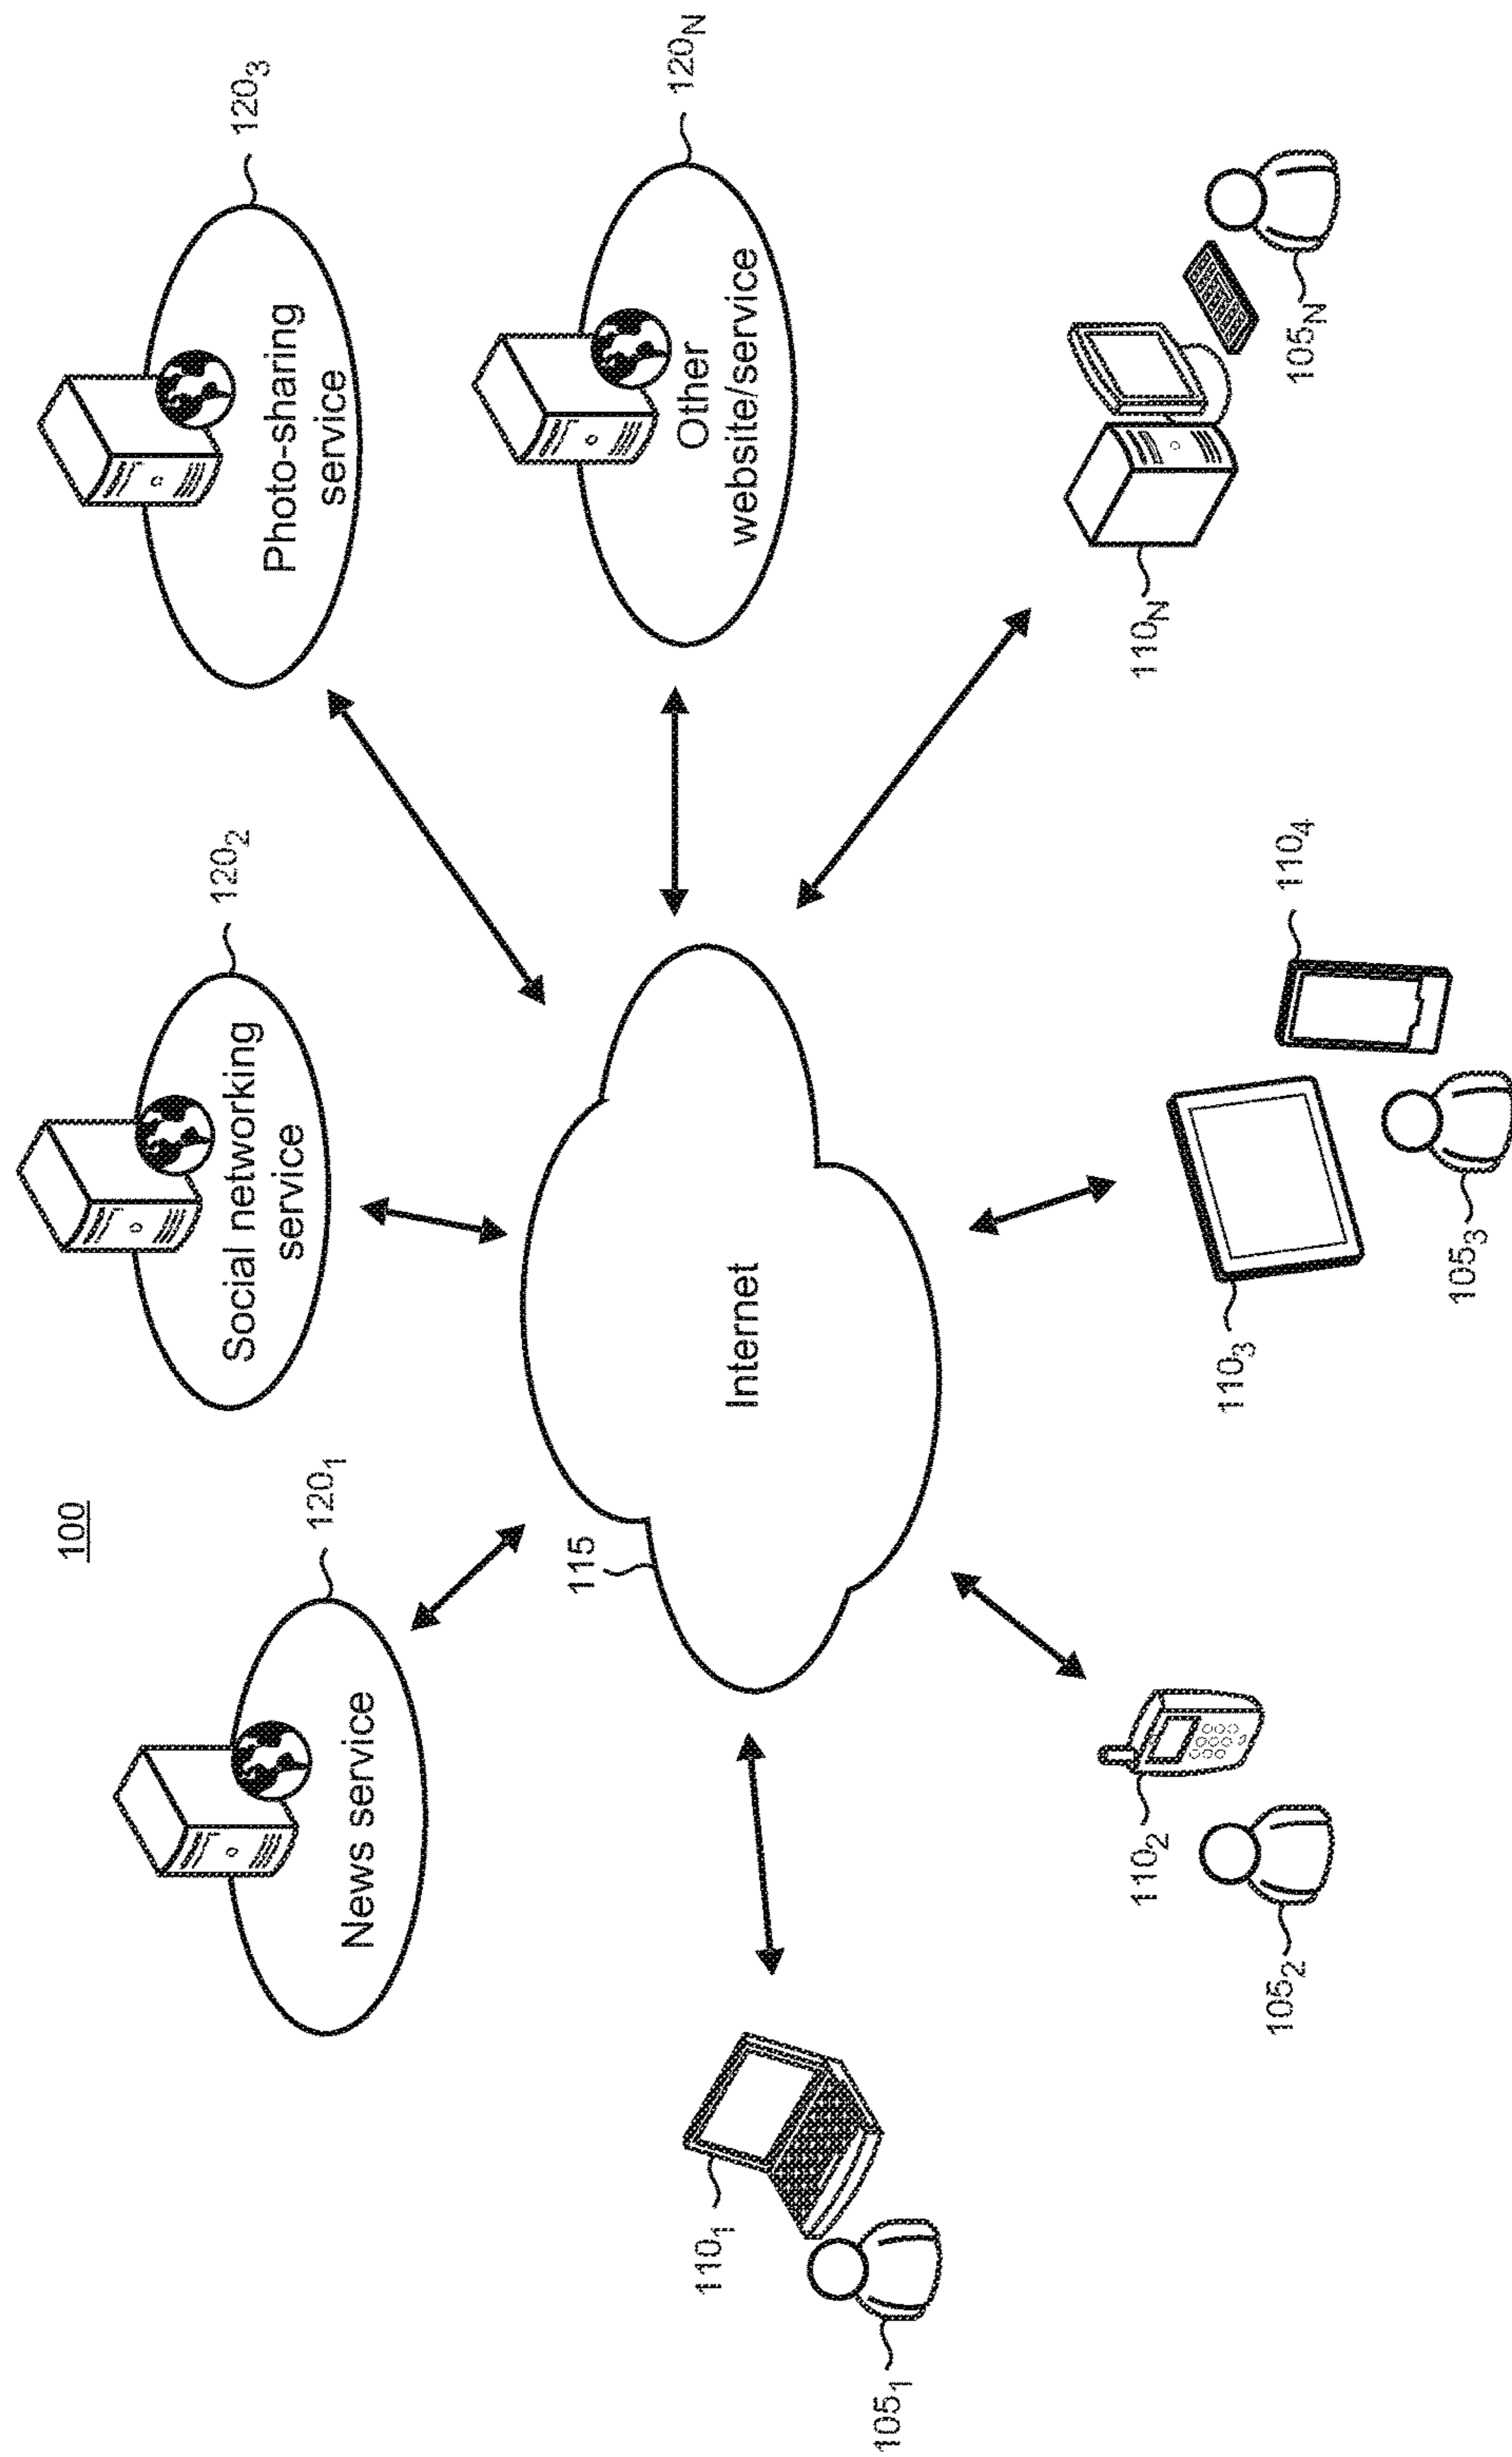 100
120₁
News service
120₂
Social networking
service
120₃
Photo-sharing
service
120N
Other
website/service
115
Internet
110₁
105₁
110₂
105₂
110₃
110₄
105₃
110N
105N